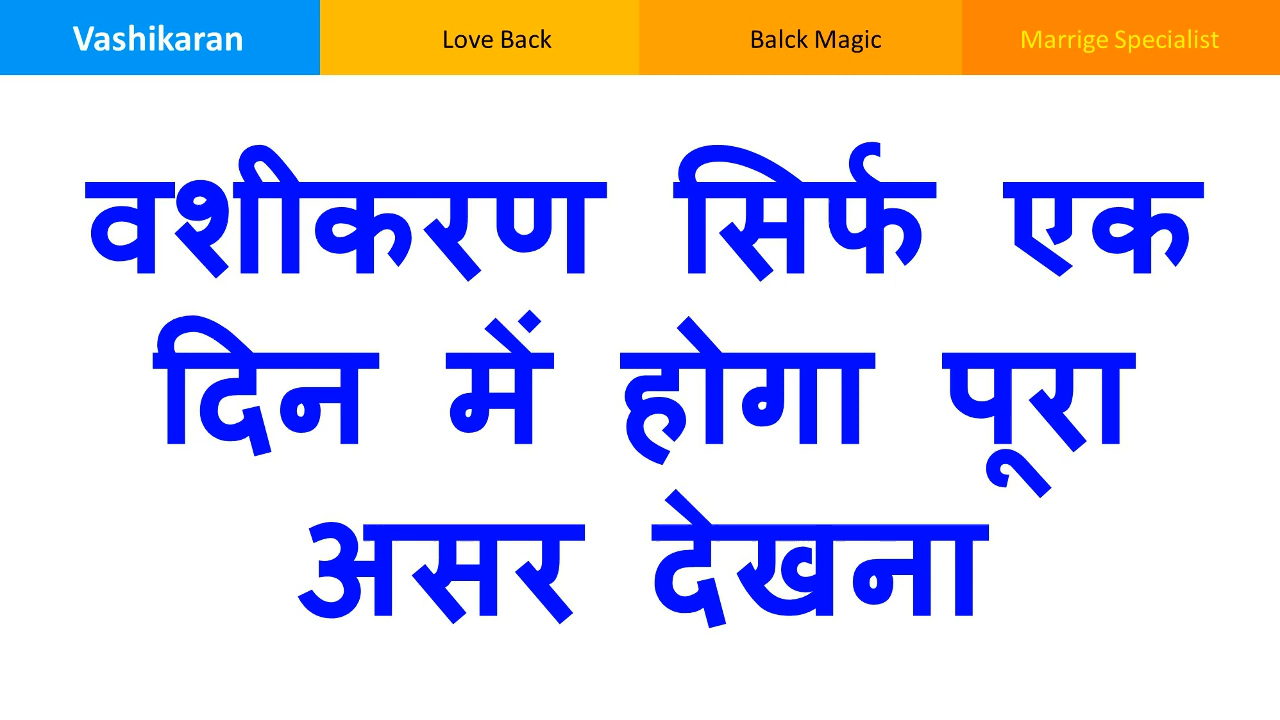 Vashikaran Love Back Balck Magic Marrige Specialist
वशीकरण सिर्फ एक
दिन में होगा पूरा
असर देखना